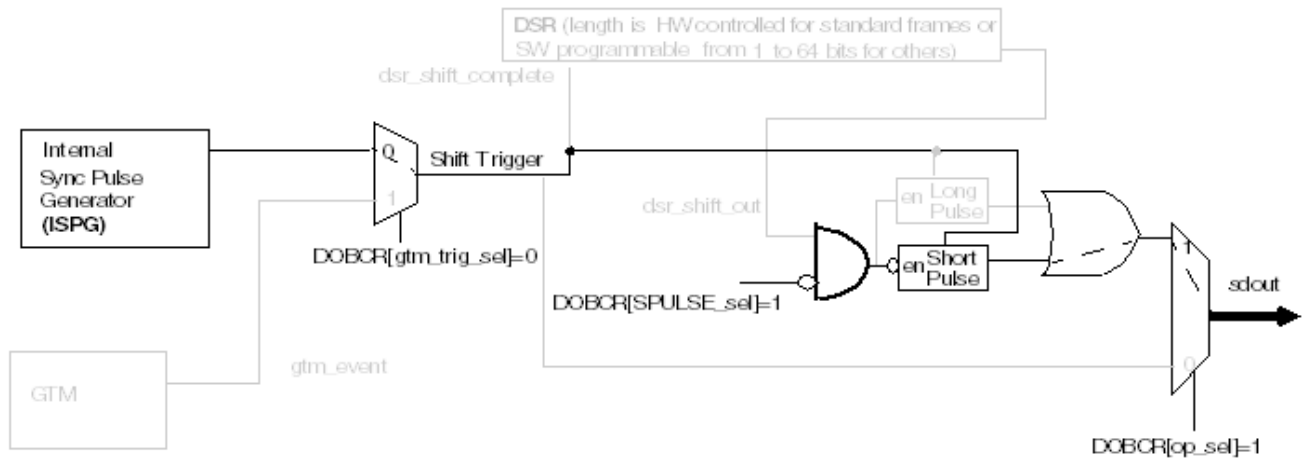 DSR (length is HW controlled for standard frames or
SW programmable from 1 to 64 bits for others)
dsr_shift_complete
Internal
Sync Pulse
Generator
(ISPG)
0
1
Shift Trigger
DOBCR[gtm_trig_sel]=0
dsr_shift_out
en Long
Pulse
en Short
Pulse
DOBCR[SPULSE_sel]=1
1
0
sdout
GTM
gtm_event
DOBCR[op_sel]=1